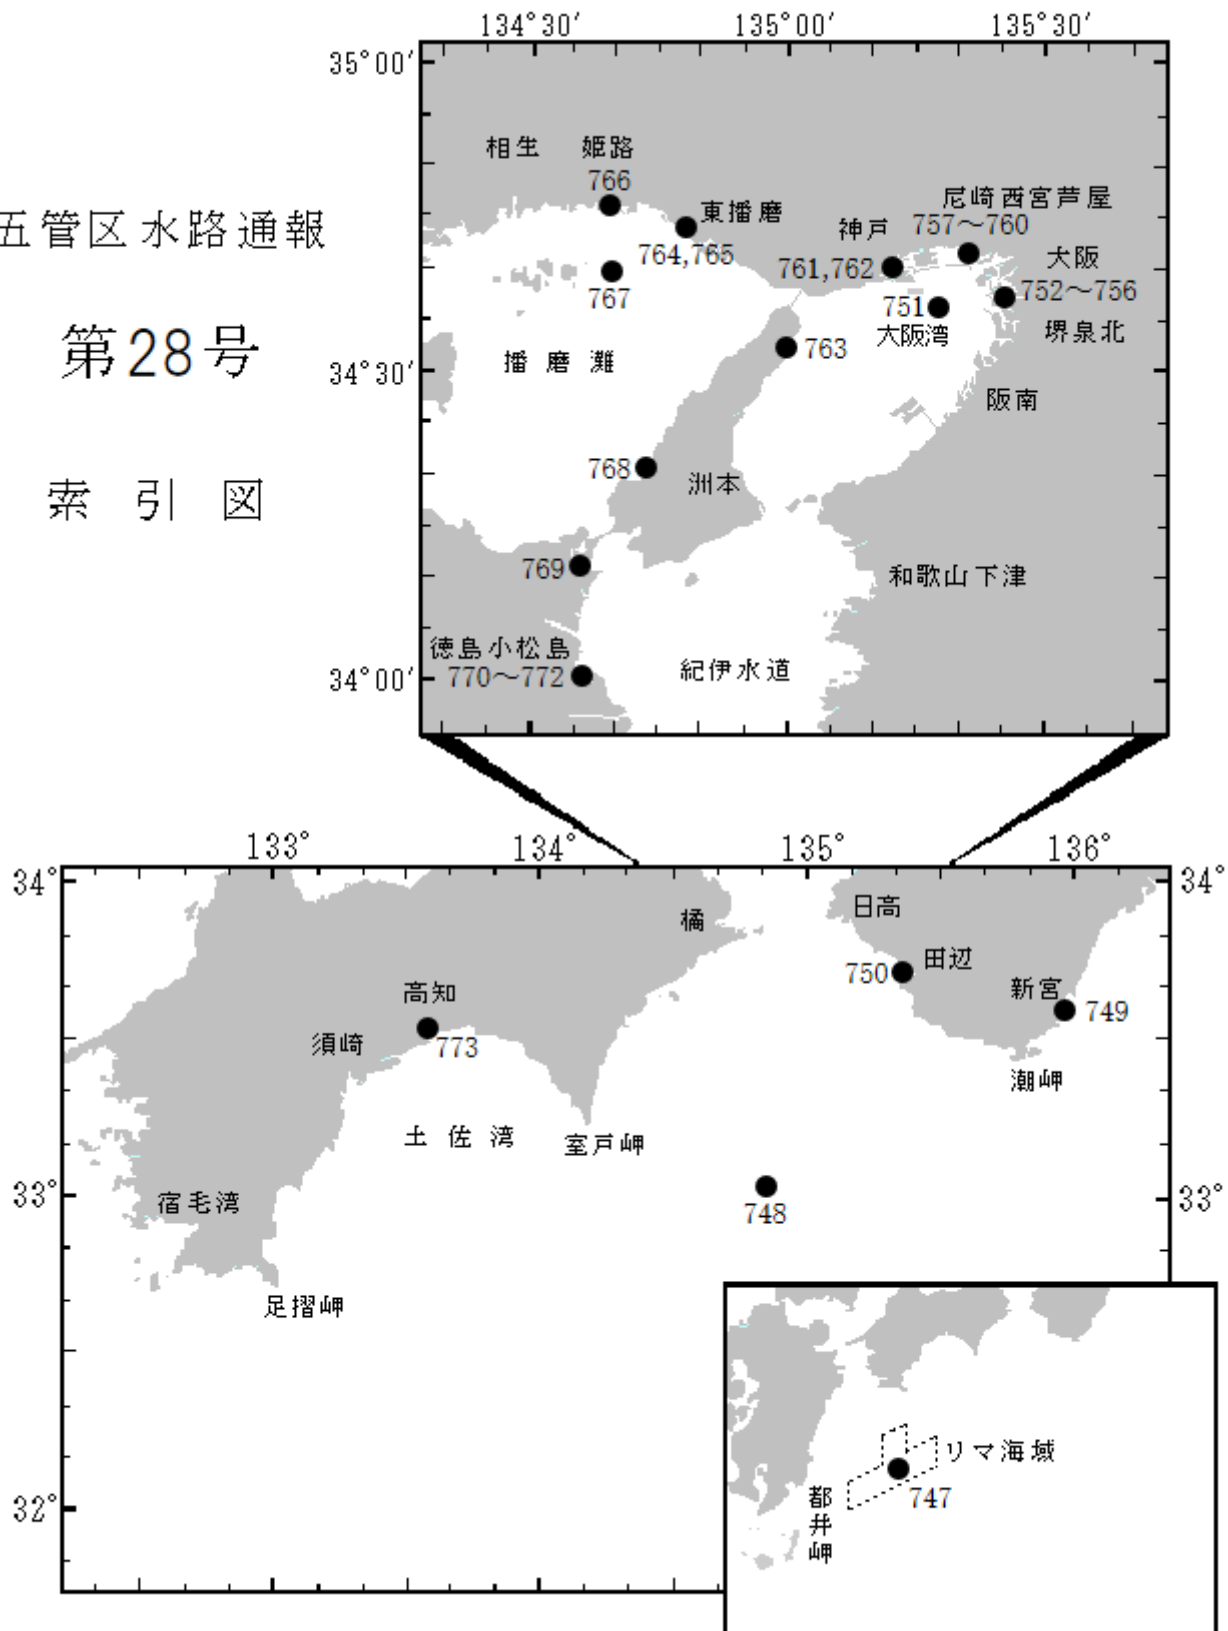 134°30′ 135°00′ 135°30′
35°00′
相生 姫路
766
東播磨
764,765
767
尼崎西宮芦屋
757～760
神戸
761,762
大阪
752～756
751
大阪湾
堺泉北
763
播磨灘
34°30′
阪南
768
洲本
769
和歌山下津
徳島小松島
770～772
紀伊水道
34°00′
五管区水路通報
第28号
索引図
133° 134° 135° 136°
34° 34°
橘
日高
750
田辺
新宮
749
潮岬
高知
773
須崎
土佐湾
室戸岬
33° 33°
宿毛湾
748
足摺岬
32°
リマ海域
747
都井岬